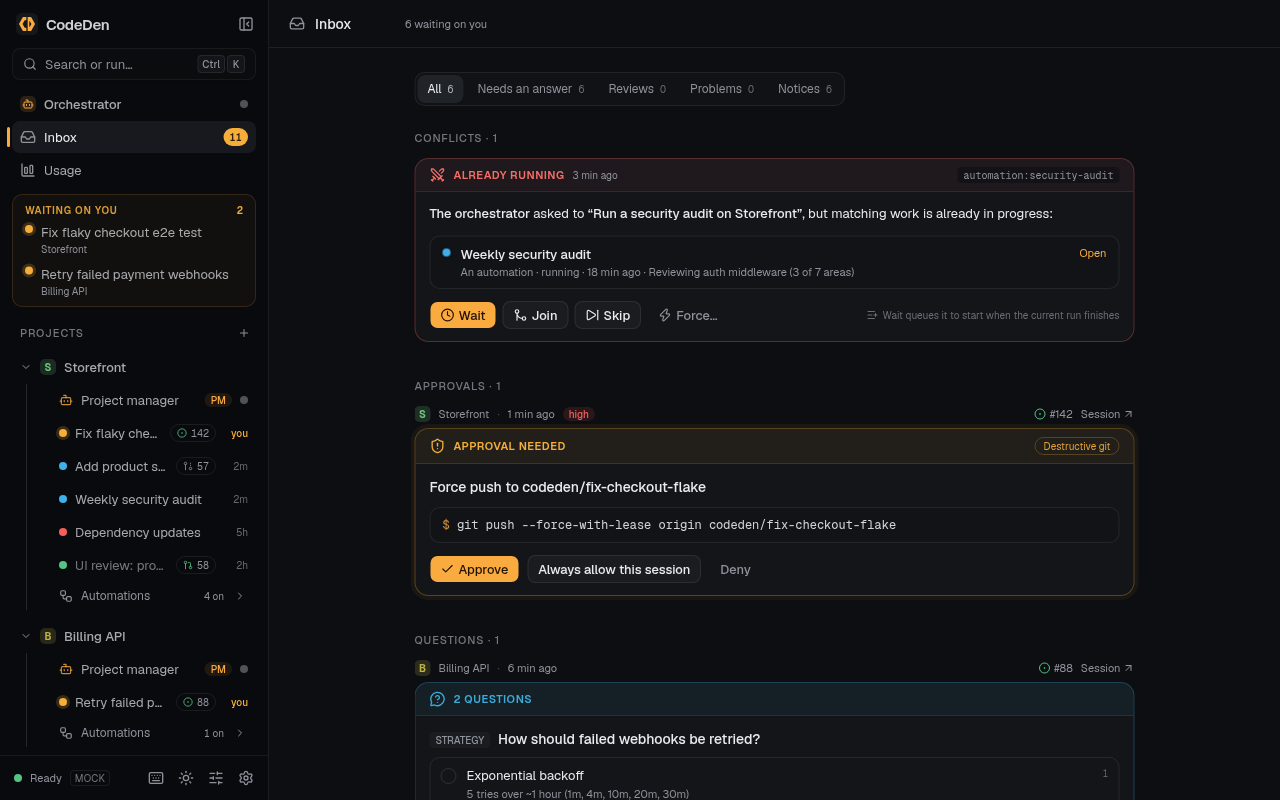 CodeDen
Search or run… Ctrl K
Orchestrator
Inbox 11
Usage
WAITING ON YOU 2
Fix flaky checkout e2e test
Storefront
Retry failed payment webhooks
Billing API
PROJECTS
S Storefront
Project manager PM
Fix flaky che… 142 you
Add product s… 57 2m
Weekly security audit 2m
Dependency updates 5h
UI review: pro… 58 2h
Automations 4 on
B Billing API
Project manager PM
Retry failed p… 88 you
Automations 1 on
Ready MOCK
Inbox 6 waiting on you
All 6 Needs an answer 6 Reviews 0 Problems 0 Notices 6
CONFLICTS · 1
ALREADY RUNNING 3 min ago automation:security-audit
The orchestrator asked to “Run a security audit on Storefront”, but matching work is already in progress:
Weekly security audit Open
An automation · running · 18 min ago · Reviewing auth middleware (3 of 7 areas)
Wait Join Skip Force… Wait queues it to start when the current run finishes
APPROVALS · 1
S Storefront · 1 min ago high #142 Session
APPROVAL NEEDED Destructive git
Force push to codeden/fix-checkout-flake
$ git push --force-with-lease origin codeden/fix-checkout-flake
Approve Always allow this session Deny
QUESTIONS · 1
B Billing API · 6 min ago #88 Session
2 QUESTIONS
STRATEGY How should failed webhooks be retried?
Exponential backoff 1
5 tries over ~1 hour (1m, 4m, 10m, 20m, 30m)